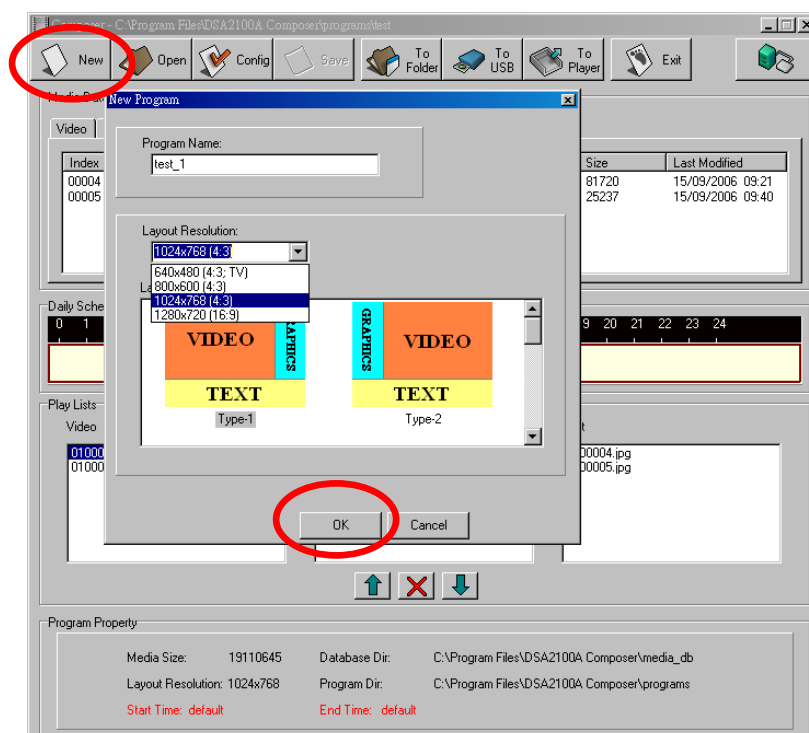 Composer - C:\Program Files\DSA2100A Composer\programs\test
New
Open
Config
Save
To Folder
To USB
To Player
Exit
New Program
Video
Program Name:
test_1
Index
00004
00005
Size
Last Modified
81720
15/09/2006 09:21
25237
15/09/2006 09:40
Layout Resolution:
1024x768 (4:3)
640x480 (4:3; TV)
800x600 (4:3)
1024x768 (4:3)
1280x720 (16:9)
Daily Sche
0 1
9 20 21 22 23 24
VIDEO
GRAPHICS
TEXT
Type-1
GRAPHICS
VIDEO
TEXT
Type-2
Play Lists
Video
01000
01000
00004.jpg
00005.jpg
OK
Cancel
Program Property
Media Size: 19110645
Database Dir: C:\Program Files\DSA2100A Composer\media_db
Layout Resolution: 1024x768
Program Dir: C:\Program Files\DSA2100A Composer\programs
Start Time: default
End Time: default